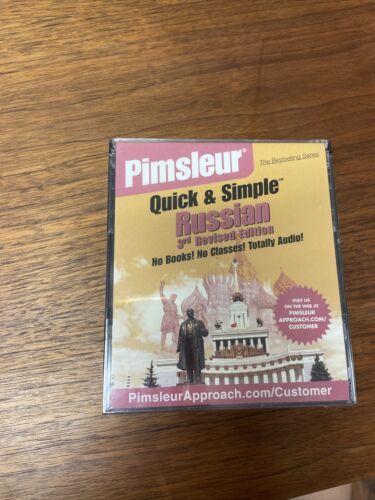 Pimsleur®
The Bestselling Series
Quick & Simple™
Russian
3rd Revised Edition
No Books! No Classes! Totally Audio!
VISIT US
ON THE WEB AT
PIMSLEUR
APPROACH.COM/
CUSTOMER
PimsleurApproach.com/Customer